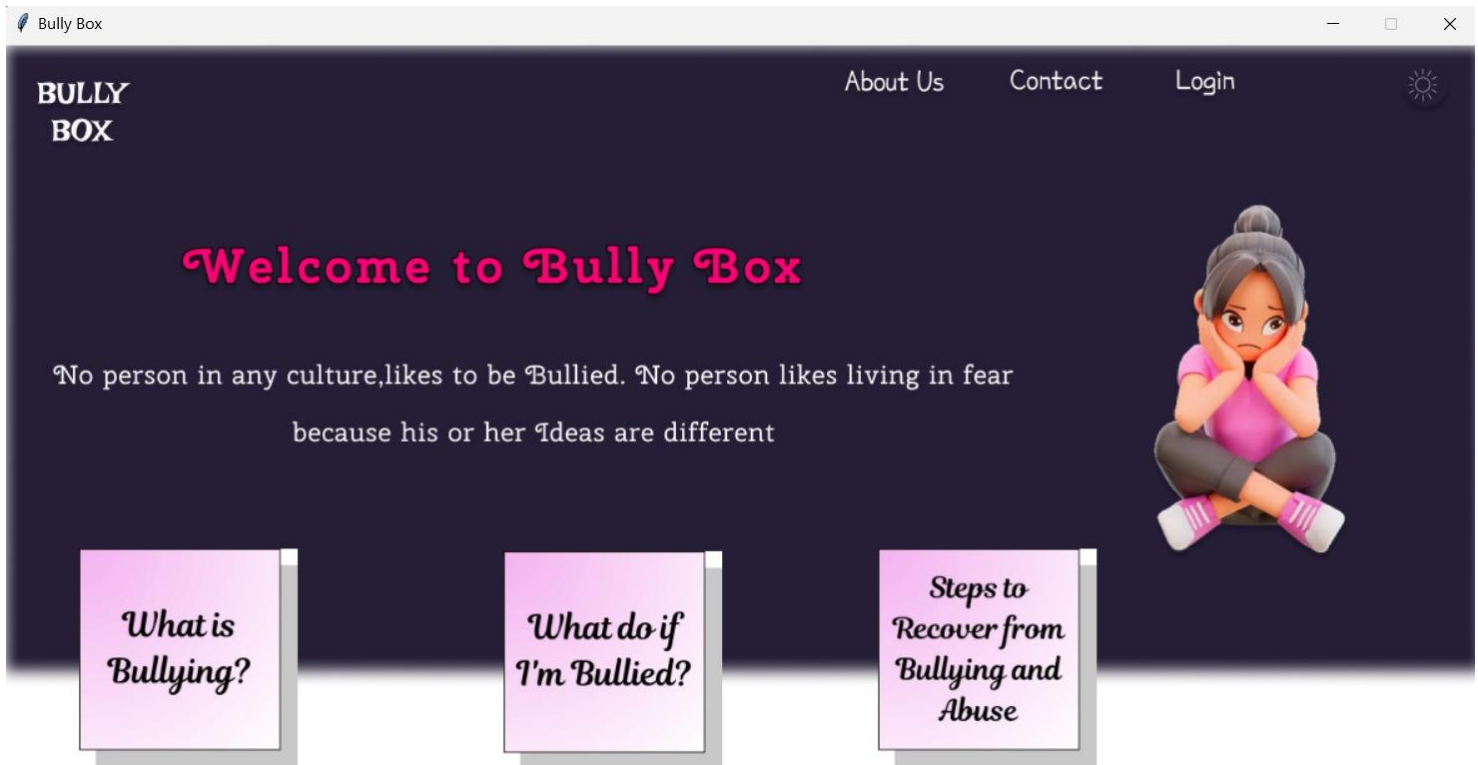 Bully Box
BULLY
BOX
About Us
Contact
Login
Welcome to Bully Box
No person in any culture,likes to be Bullied. No person likes living in fear
because his or her Ideas are different
What is
Bullying?
What do if
I'm Bullied?
Steps to
Recover from
Bullying and
Abuse